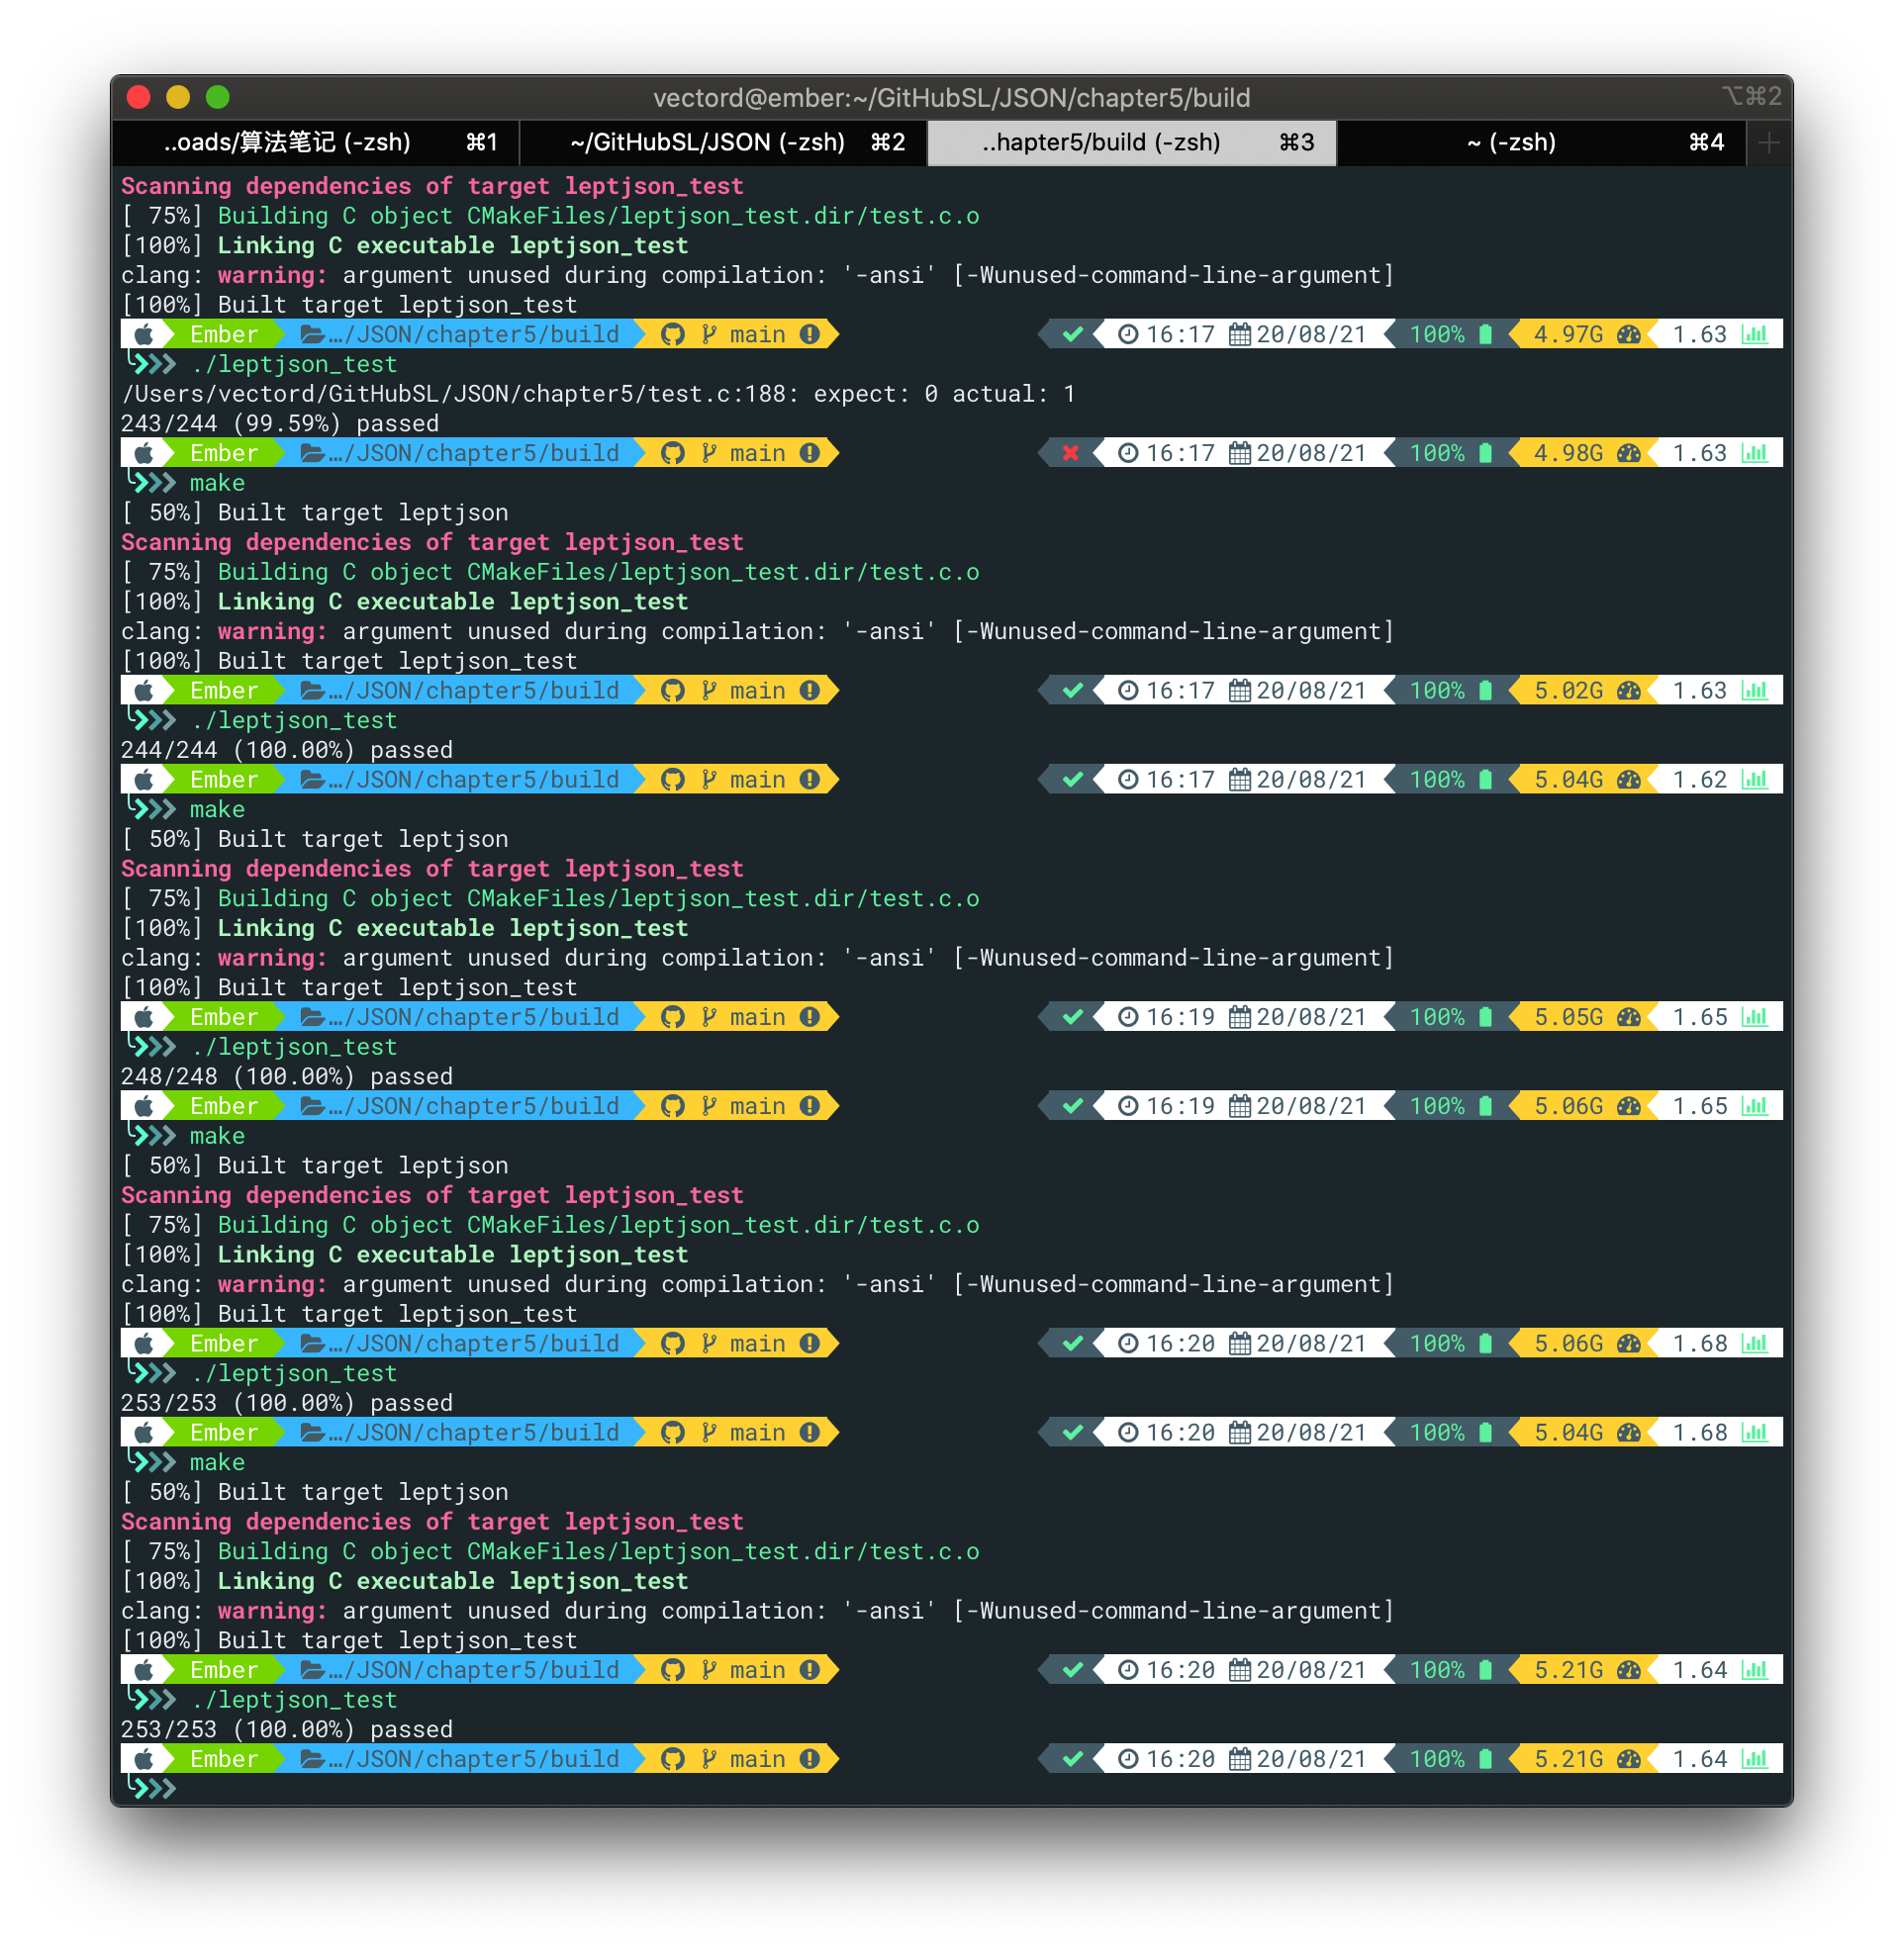 vectord@ember:~/GitHubSL/JSON/chapter5/build ⌥⌘2
..oads/算法笔记 (-zsh) ⌘1 ~/GitHubSL/JSON (-zsh) ⌘2 ..hapter5/build (-zsh) ⌘3 ~ (-zsh) ⌘4
Scanning dependencies of target leptjson_test
[ 75%] Building C object CMakeFiles/leptjson_test.dir/test.c.o
[100%] Linking C executable leptjson_test
clang: warning: argument unused during compilation: '-ansi' [-Wunused-command-line-argument]
[100%] Built target leptjson_test
Ember …/JSON/chapter5/build main 16:17 20/08/21 100% 4.97G 1.63
./leptjson_test
/Users/vectord/GitHubSL/JSON/chapter5/test.c:188: expect: 0 actual: 1
243/244 (99.59%) passed
Ember …/JSON/chapter5/build main 16:17 20/08/21 100% 4.98G 1.63
make
[ 50%] Built target leptjson
Scanning dependencies of target leptjson_test
[ 75%] Building C object CMakeFiles/leptjson_test.dir/test.c.o
[100%] Linking C executable leptjson_test
clang: warning: argument unused during compilation: '-ansi' [-Wunused-command-line-argument]
[100%] Built target leptjson_test
Ember …/JSON/chapter5/build main 16:17 20/08/21 100% 5.02G 1.63
./leptjson_test
244/244 (100.00%) passed
Ember …/JSON/chapter5/build main 16:17 20/08/21 100% 5.04G 1.62
make
[ 50%] Built target leptjson
Scanning dependencies of target leptjson_test
[ 75%] Building C object CMakeFiles/leptjson_test.dir/test.c.o
[100%] Linking C executable leptjson_test
clang: warning: argument unused during compilation: '-ansi' [-Wunused-command-line-argument]
[100%] Built target leptjson_test
Ember …/JSON/chapter5/build main 16:19 20/08/21 100% 5.05G 1.65
./leptjson_test
248/248 (100.00%) passed
Ember …/JSON/chapter5/build main 16:19 20/08/21 100% 5.06G 1.65
make
[ 50%] Built target leptjson
Scanning dependencies of target leptjson_test
[ 75%] Building C object CMakeFiles/leptjson_test.dir/test.c.o
[100%] Linking C executable leptjson_test
clang: warning: argument unused during compilation: '-ansi' [-Wunused-command-line-argument]
[100%] Built target leptjson_test
Ember …/JSON/chapter5/build main 16:20 20/08/21 100% 5.06G 1.68
./leptjson_test
253/253 (100.00%) passed
Ember …/JSON/chapter5/build main 16:20 20/08/21 100% 5.04G 1.68
make
[ 50%] Built target leptjson
Scanning dependencies of target leptjson_test
[ 75%] Building C object CMakeFiles/leptjson_test.dir/test.c.o
[100%] Linking C executable leptjson_test
clang: warning: argument unused during compilation: '-ansi' [-Wunused-command-line-argument]
[100%] Built target leptjson_test
Ember …/JSON/chapter5/build main 16:20 20/08/21 100% 5.21G 1.64
./leptjson_test
253/253 (100.00%) passed
Ember …/JSON/chapter5/build main 16:20 20/08/21 100% 5.21G 1.64